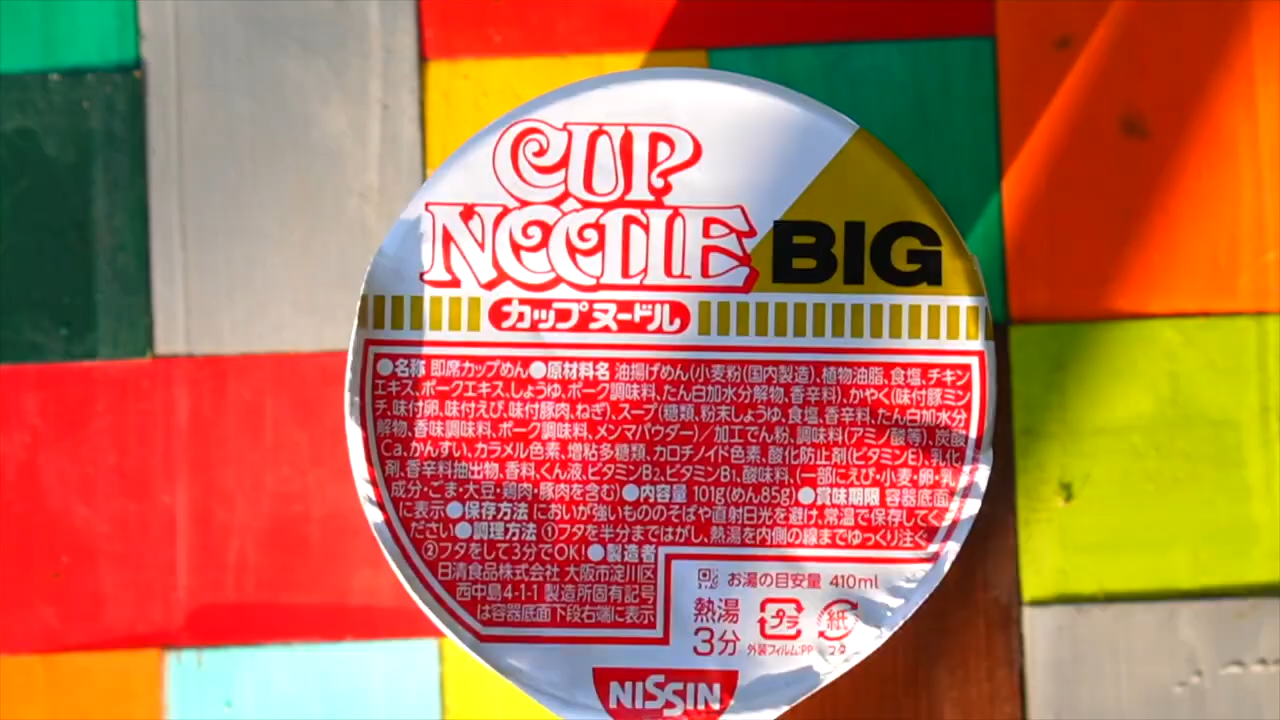 CUP
NOODLE BIG
カップヌードル
●名称 即席カップめん●原材料名 油揚げめん(小麦粉(国内製造)､植物油脂､食塩､チキン
エキス､ポークエキス､しょうゆ､ポーク調味料､たん白加水分解物､香辛料)､かやく(味付豚ミン
チ､味付卵､味付えび､味付豚肉､ねぎ)､スープ(糖類､粉末しょうゆ､食塩､香辛料､たん白加水分
解物､香味調味料､ポーク調味料､メンマパウダー)/加工でん粉､調味料(アミノ酸等)､炭酸
Ca､かんすい､カラメル色素､増粘多糖類､カロチノイド色素､酸化防止剤(ビタミンE)､乳化
剤､香辛料抽出物､香料､くん液､ビタミンB₂､ビタミンB₁､酸味料､(一部にえび･小麦･卵･乳
成分･ごま･大豆･鶏肉･豚肉を含む)●内容量 101g(めん85g)●賞味期限 容器底面
に表示●保存方法 においが強いもののそばや直射日光を避け､常温で保存してく
ださい●調理方法 ①フタを半分まではがし､熱湯を内側の線までゆっくり注ぐ
②フタをして3分でOK!●製造者
日清食品株式会社 大阪市淀川区
西中島4-1-1 製造所固有記号
は容器底面下段右端に表示
お湯の目安量 410ml
熱湯
3分
プラ
外装フィルム:PP
紙
フタ
NISSIN